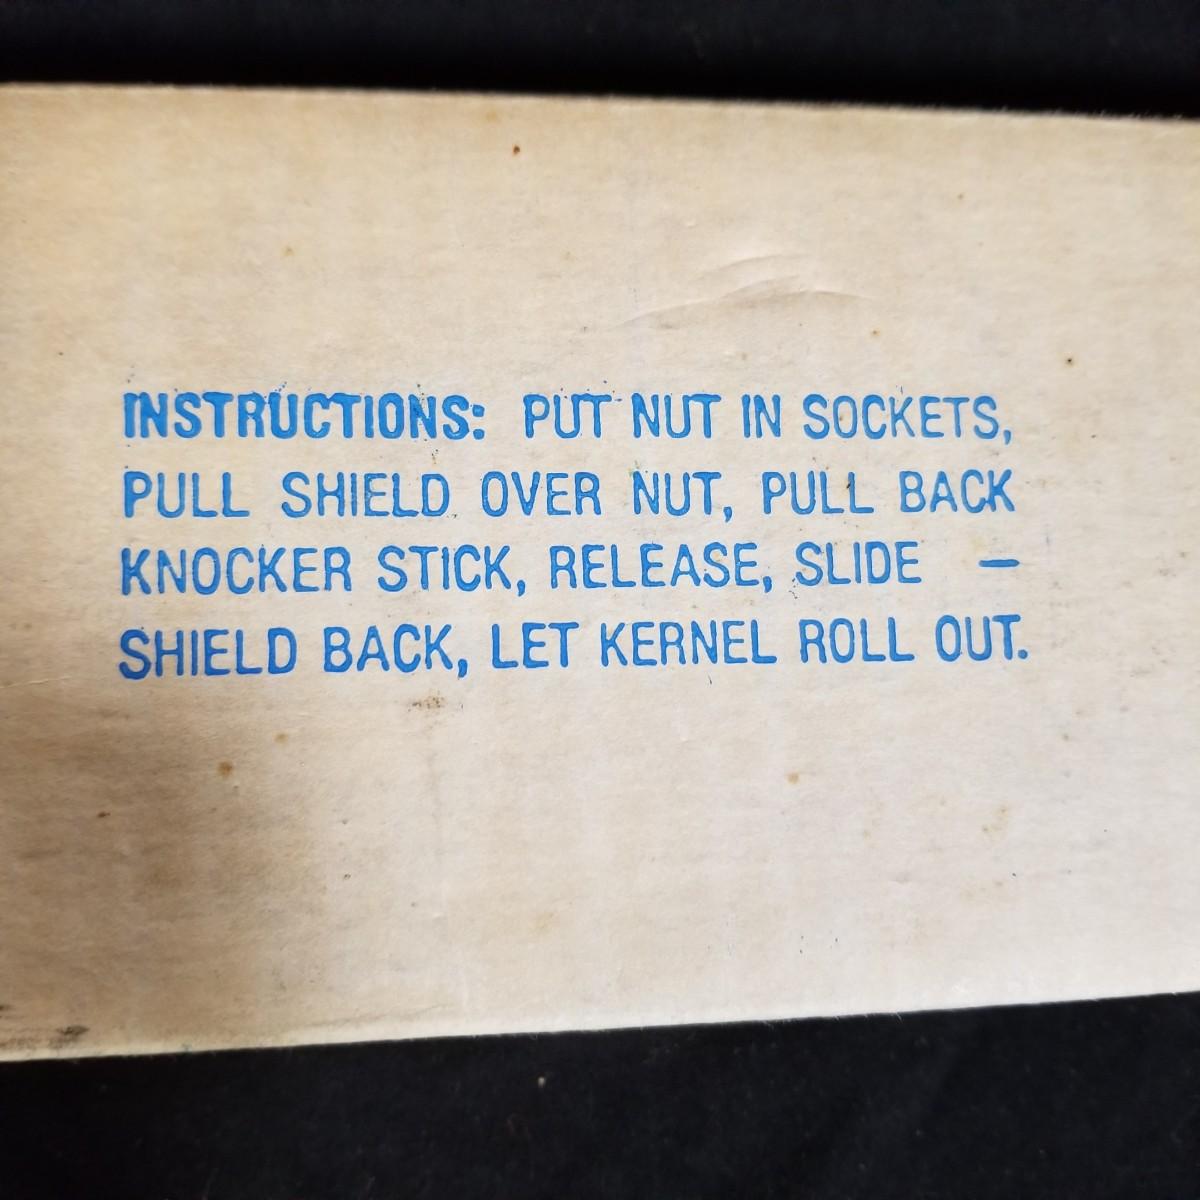 INSTRUCTIONS: PUT NUT IN SOCKETS,
PULL SHIELD OVER NUT, PULL BACK
KNOCKER STICK, RELEASE, SLIDE —
SHIELD BACK, LET KERNEL ROLL OUT.